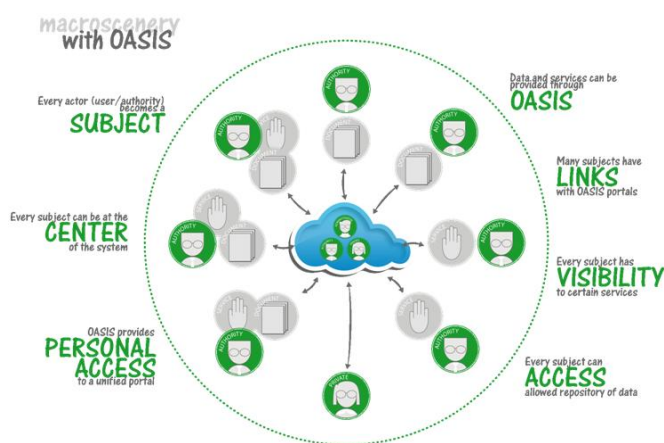 macroscenery
with OASIS
Every actor (user/authority)
becomes a
SUBJECT
Every subject can be at the
CENTER
of the system
OASIS provides
PERSONAL
ACCESS
to a unified portal
Data and services can be
provided through
OASIS
Many subjects have
LINKS
with OASIS portals
Every subject has
VISIBILITY
to certain services
Every subject can
ACCESS
allowed repository of data
AUTHORITY
AUTHORITY
AUTHORITY
AUTHORITY
AUTHORITY
AUTHORITY
AUTHORITY
PRIVATE